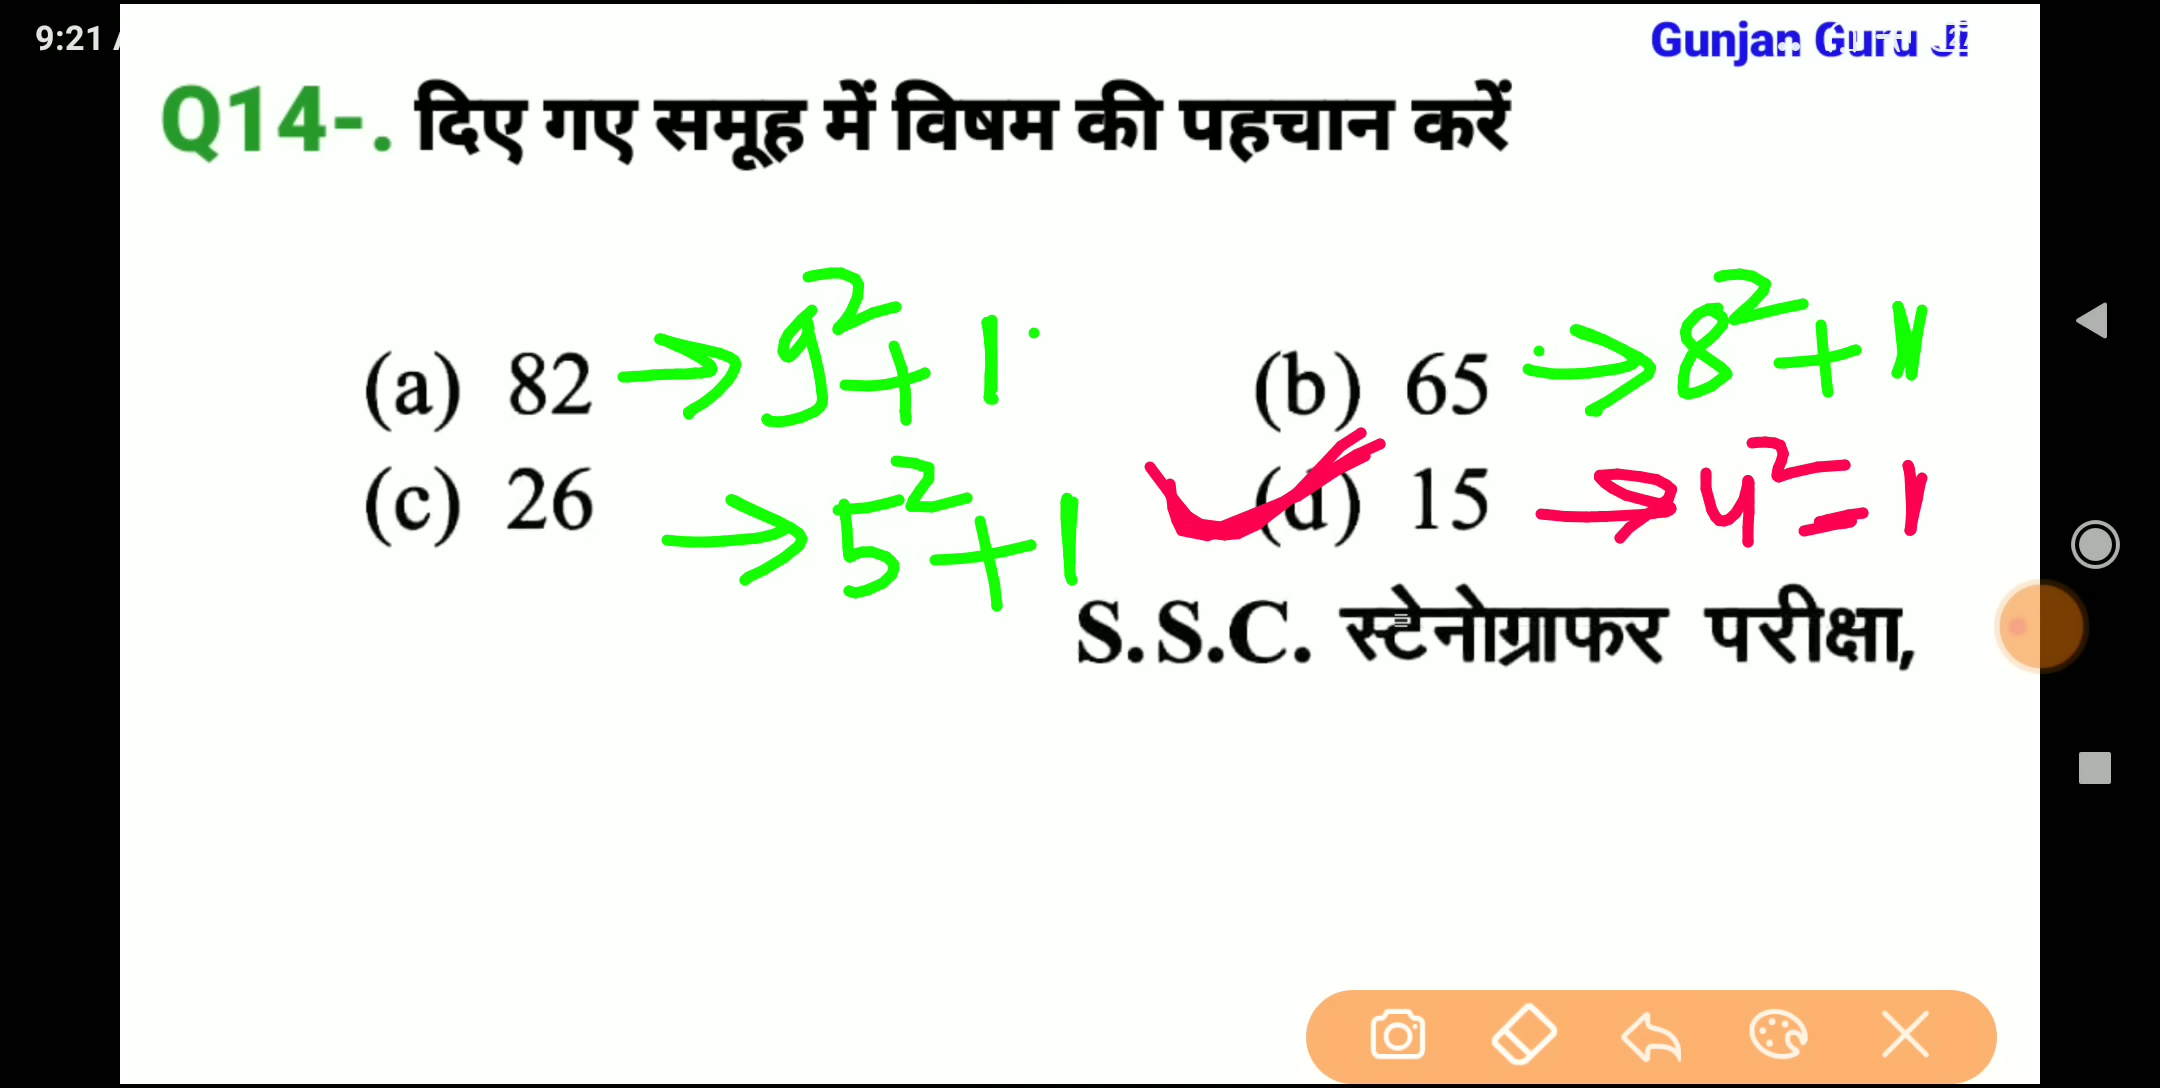 9:21
Gunjan Guru
Q14-. दिए गए समूह में विषम की पहचान करें
(a) 82 → 9²+1 (b) 65 → 8²+1
(c) 26 → 5²+1 (d) 15 → 4²-1
S.S.C. स्टेनोग्राफर परीक्षा,